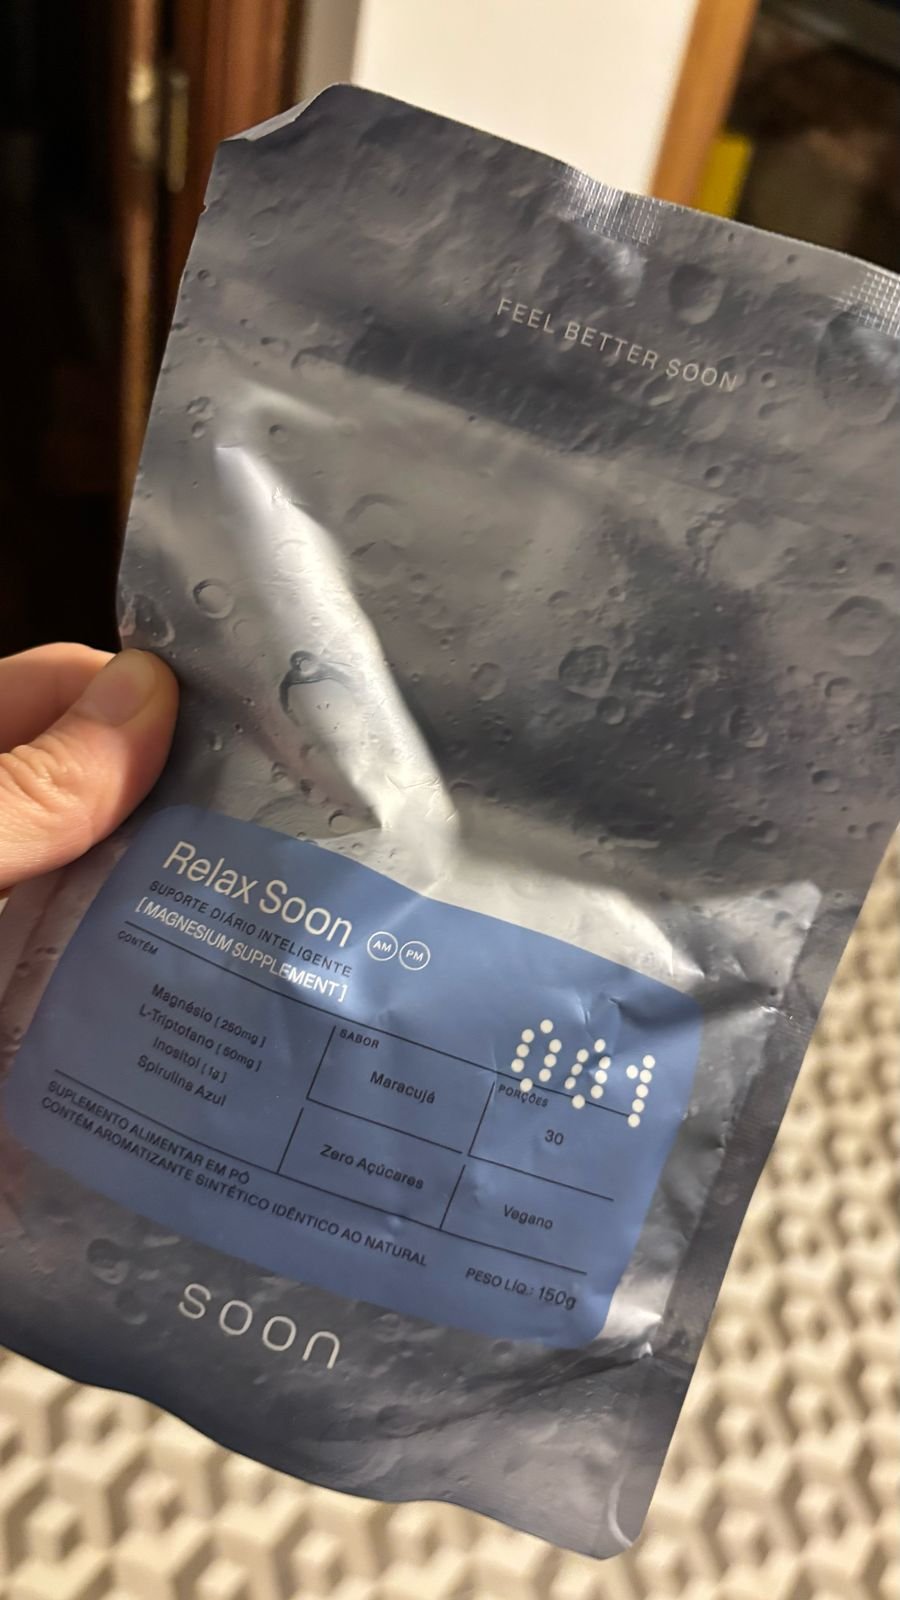 FEEL BETTER SOON
Relax Soon
SUPORTE DIÁRIO INTELIGENTE
[MAGNESIUM SUPPLEMENT]
AM PM
001
CONTÉM
Magnésio [250mg]
L-Triptofano [50mg]
Inositol [1g]
Spirulina Azul
SABOR
Maracujá
PORÇÕES
30
Zero Açúcares
Vegano
SUPLEMENTO ALIMENTAR EM PÓ
CONTÉM AROMATIZANTE SINTÉTICO IDÊNTICO AO NATURAL
PESO LÍQ.: 150g
soon